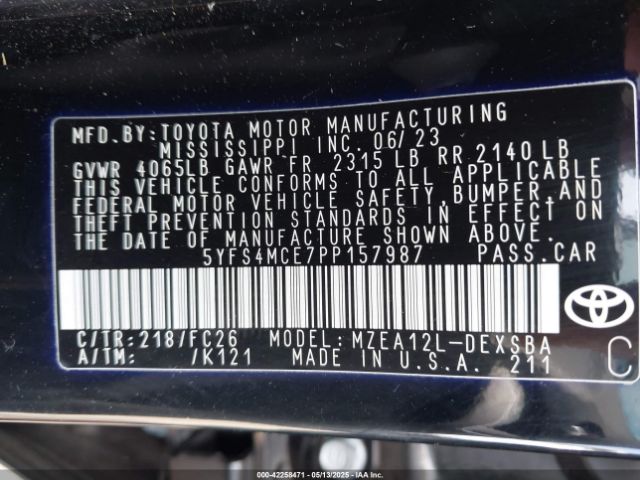 MFD.BY:TOYOTA MOTOR MANUFACTURING
MISSISSIPPI INC. 06/23
GVWR 4065LB GAWR FR 2315 LB RR 2140 LB
THIS VEHICLE CONFORMS TO ALL APPLICABLE
FEDERAL MOTOR VEHICLE SAFETY,BUMPER,AND
THEFT PREVENTION STANDARDS IN EFFECT ON
THE DATE OF MANUFACTURE SHOWN ABOVE.
5YFS4MCE7PP157987 PASS.CAR
C/TR:218/FC26 MODEL:MZEA12L-DEXSBA
A/TM: /K121 MADE IN U.S.A. 211
C
000-42258471 - 05/13/2025 - IAA Inc.